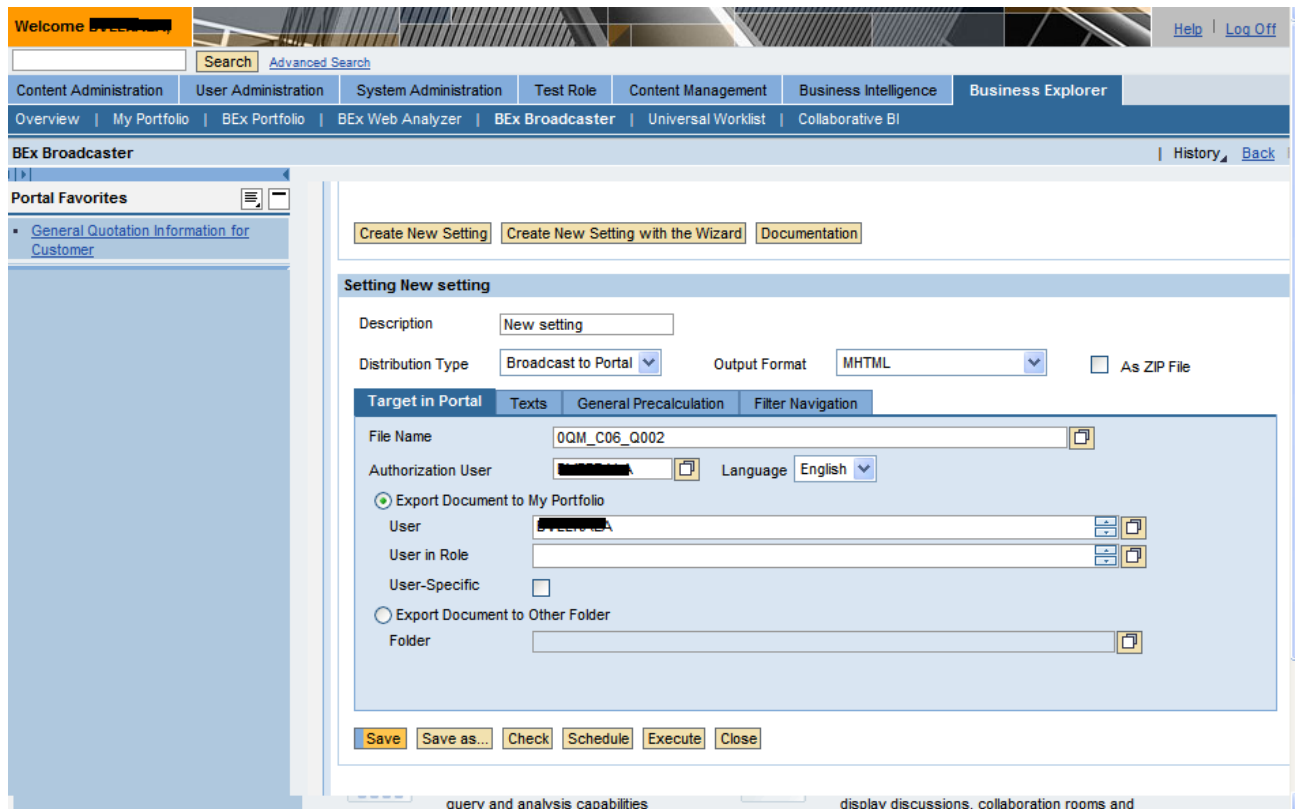 Welcome
Help | Log Off
Search Advanced Search
Content Administration User Administration System Administration Test Role Content Management Business Intelligence Business Explorer
Overview | My Portfolio | BEx Portfolio | BEx Web Analyzer | BEx Broadcaster | Universal Worklist | Collaborative BI
BEx Broadcaster | History Back
Portal Favorites
General Quotation Information for
Customer
Create New Setting Create New Setting with the Wizard Documentation
Setting New setting
Description New setting
Distribution Type Broadcast to Portal Output Format MHTML As ZIP File
Target in Portal Texts General Precalculation Filter Navigation
File Name 0QM_C06_Q002
Authorization User Language English
Export Document to My Portfolio
User
User in Role
User-Specific
Export Document to Other Folder
Folder
Save Save as... Check Schedule Execute Close
query and analysis capabilities display discussions, collaboration rooms and